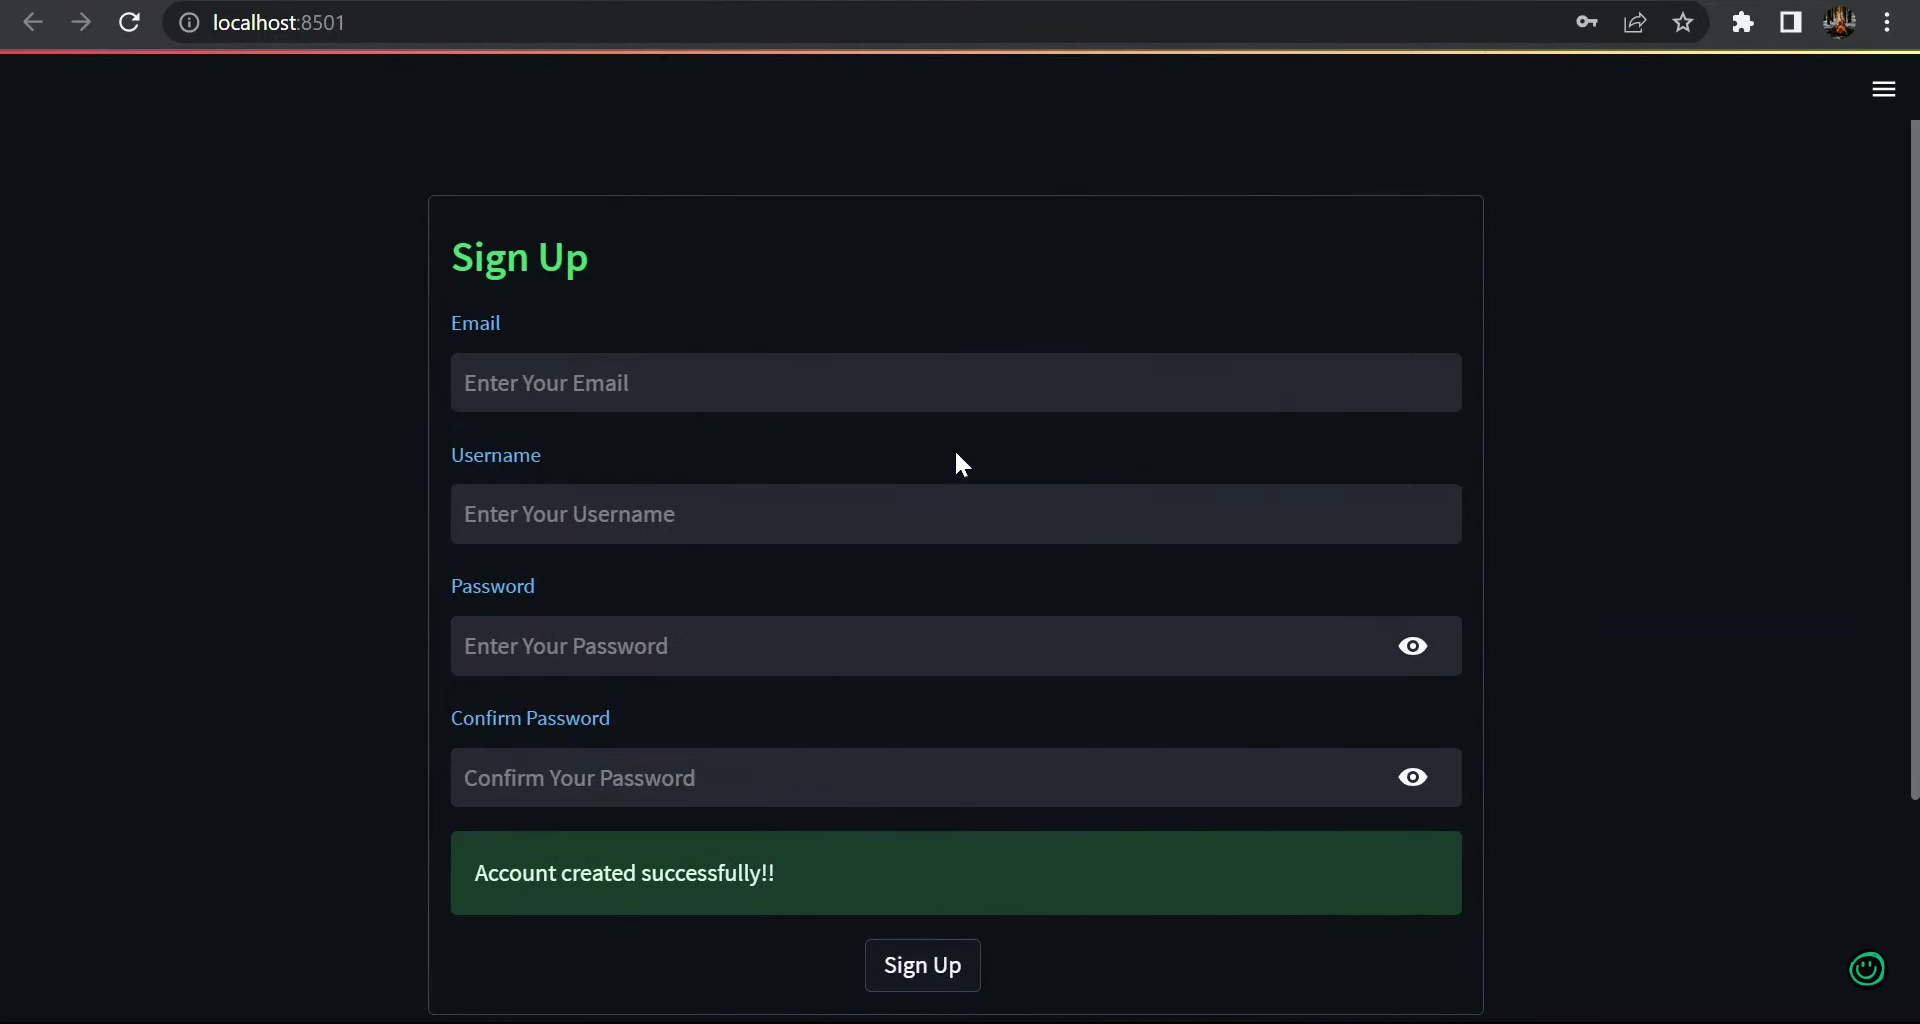 localhost:8501
Sign Up
Email
Enter Your Email
Username
Enter Your Username
Password
Enter Your Password
Confirm Password
Confirm Your Password
Account created successfully!!
Sign Up